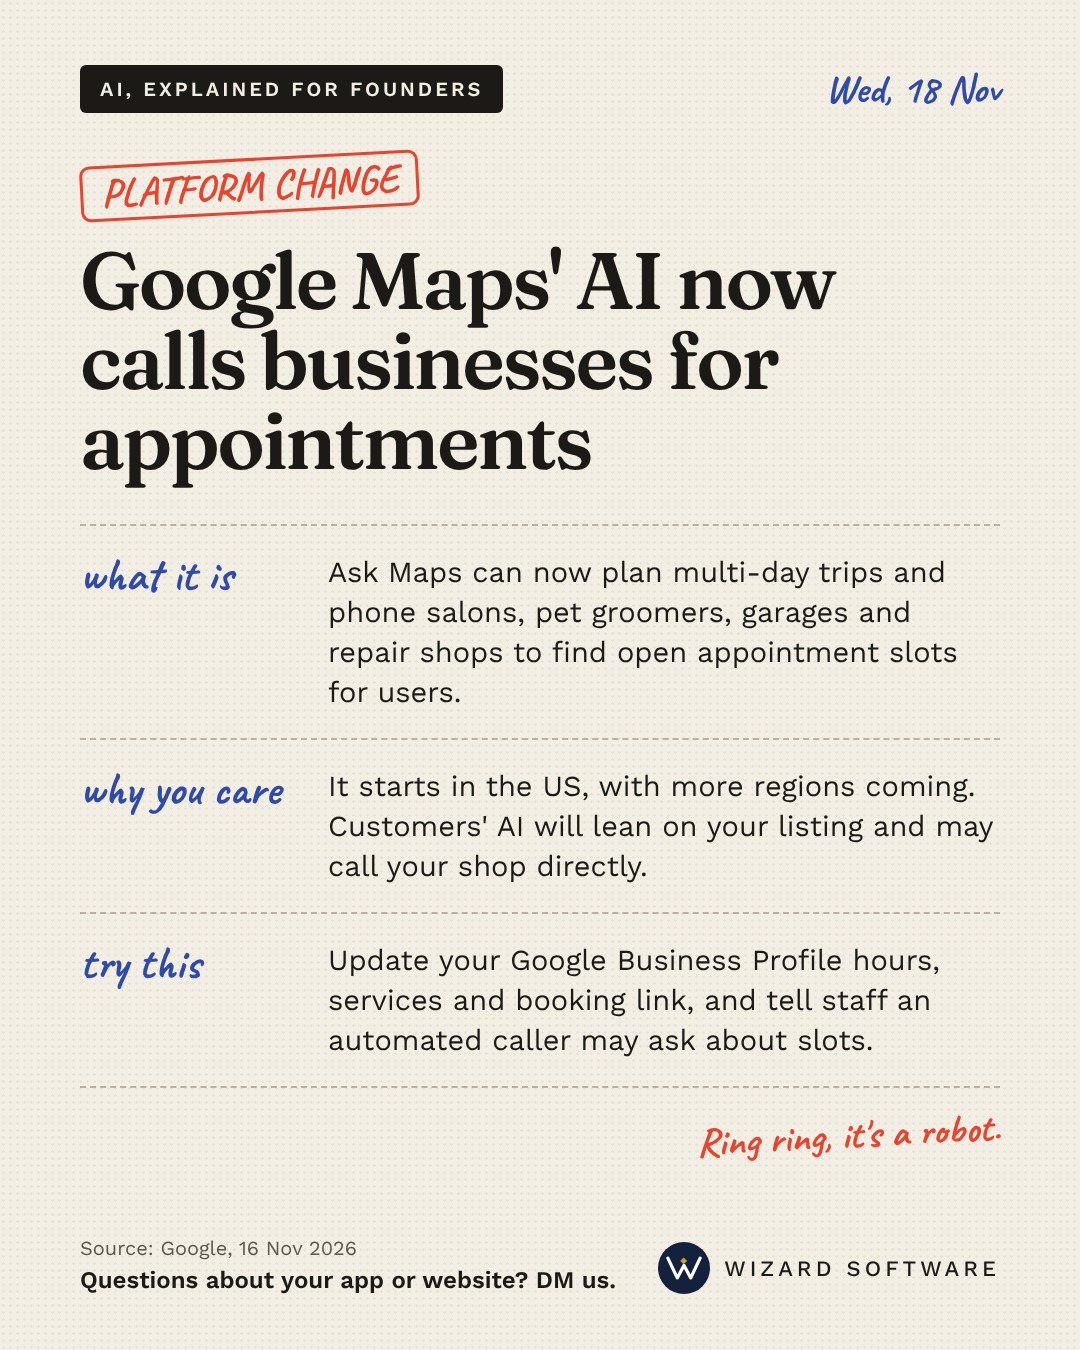 AI, EXPLAINED FOR FOUNDERS
Wed, 18 Nov
PLATFORM CHANGE
Google Maps' AI now
calls businesses for
appointments
what it is
Ask Maps can now plan multi-day trips and
phone salons, pet groomers, garages and
repair shops to find open appointment slots
for users.
why you care
It starts in the US, with more regions coming.
Customers' AI will lean on your listing and may
call your shop directly.
try this
Update your Google Business Profile hours,
services and booking link, and tell staff an
automated caller may ask about slots.
Ring ring, it's a robot.
Source: Google, 16 Nov 2026
Questions about your app or website? DM us.
W WIZARD SOFTWARE